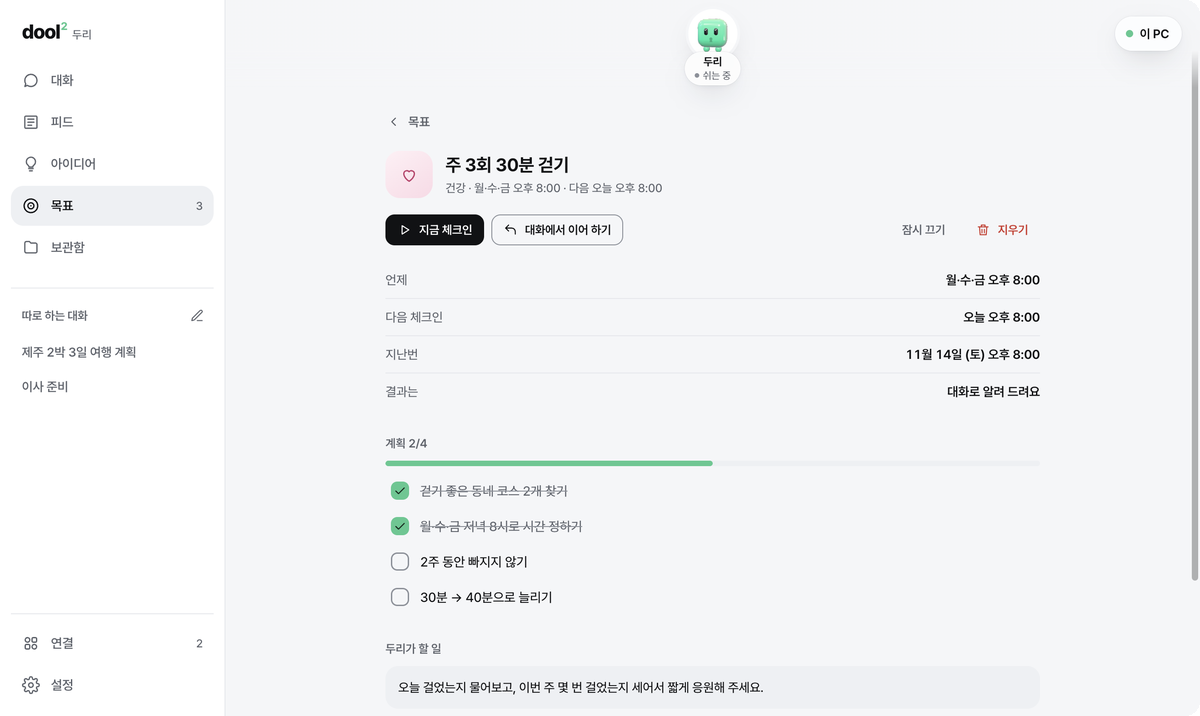 dool² 두리
대화
피드
아이디어
목표 3
보관함
따로 하는 대화
제주 2박 3일 여행 계획
이사 준비
연결 2
설정
두리
쉬는 중
이 PC
목표
주 3회 30분 걷기
건강 · 월·수·금 오후 8:00 · 다음 오늘 오후 8:00
지금 체크인
대화에서 이어 하기
잠시 끄기
지우기
언제 월·수·금 오후 8:00
다음 체크인 오늘 오후 8:00
지난번 11월 14일 (토) 오후 8:00
결과는 대화로 알려 드려요
계획 2/4
걷기 좋은 동네 코스 2개 찾기
월·수·금 저녁 8시로 시간 정하기
2주 동안 빠지지 않기
30분 → 40분으로 늘리기
두리가 할 일
오늘 걸었는지 물어보고, 이번 주 몇 번 걸었는지 세어서 짧게 응원해 주세요.